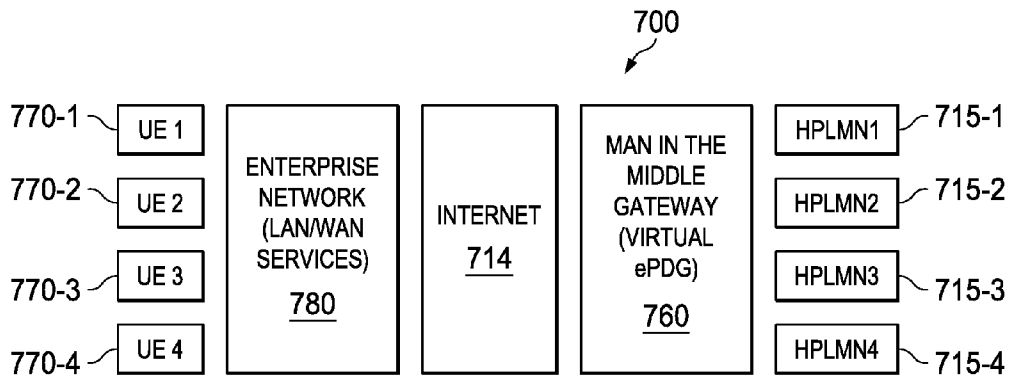 700
770-1
UE 1
770-2
UE 2
770-3
UE 3
770-4
UE 4
ENTERPRISE
NETWORK
(LAN/WAN
SERVICES)
780
INTERNET
714
MAN IN THE
MIDDLE
GATEWAY
(VIRTUAL
ePDG)
760
HPLMN1
715-1
HPLMN2
715-2
HPLMN3
715-3
HPLMN4
715-4